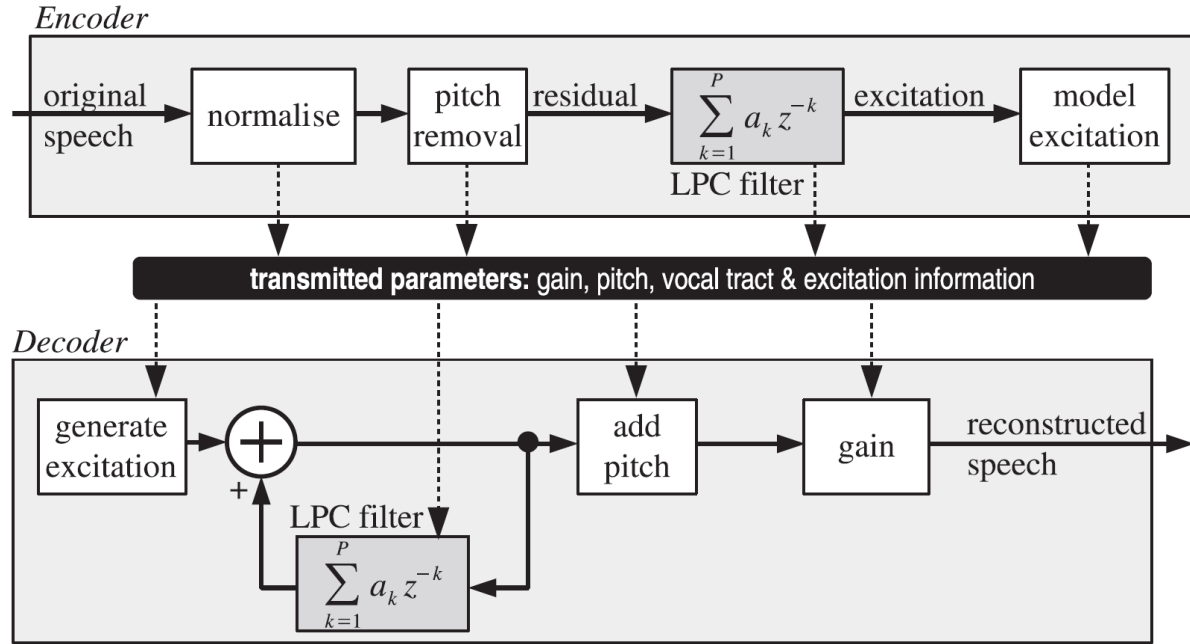 Encoder
original
speech
normalise
pitch
removal
residual
P
∑ a_k z^{-k}
k=1
LPC filter
excitation
model
excitation
transmitted parameters: gain, pitch, vocal tract & excitation information
Decoder
generate
excitation
+
+
LPC filter
P
∑ a_k z^{-k}
k=1
add
pitch
gain
reconstructed
speech